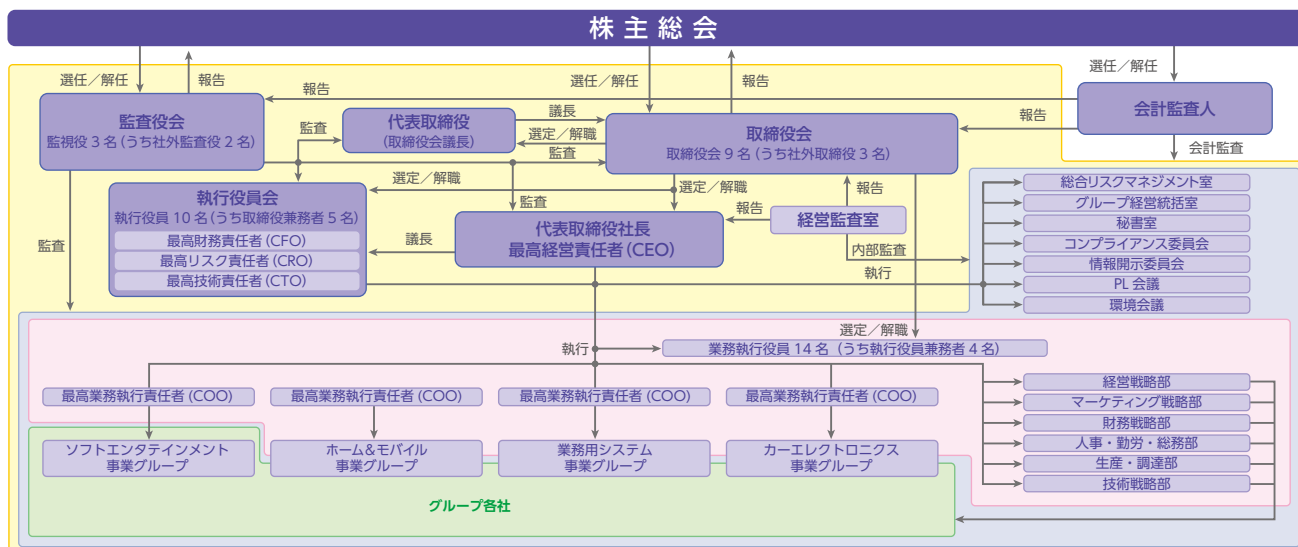 株主総会
選任／解任
報告
選任／解任
報告
選任／解任
報告
報告
監査役会
監視役 3 名 (うち社外監査役 2 名)
代表取締役
(取締役会議長)
議長
選定／解職
監査
監査
取締役会
取締役会 9 名 (うち社外取締役 3 名)
会計監査人
会計監査
選定／解職
選定／解職
報告
監査
執行役員会
執行役員 10 名 (うち取締役兼務者 5 名)
最高財務責任者 (CFO)
最高リスク責任者 (CRO)
最高技術責任者 (CTO)
監査
議長
代表取締役社長
最高経営責任者 (CEO)
報告
経営監査室
内部監査
執行
総合リスクマネジメント室
グループ経営統括室
秘書室
コンプライアンス委員会
情報開示委員会
PL 会議
環境会議
選定／解職
執行
業務執行役員 14 名 (うち執行役員兼務者 4 名)
最高業務執行責任者 (COO)
最高業務執行責任者 (COO)
最高業務執行責任者 (COO)
最高業務執行責任者 (COO)
経営戦略部
マーケティング戦略部
財務戦略部
人事・勤労・総務部
生産・調達部
技術戦略部
ソフトエンタテインメント
事業グループ
ホーム&モバイル
事業グループ
業務用システム
事業グループ
カーエレクトロニクス
事業グループ
グループ各社